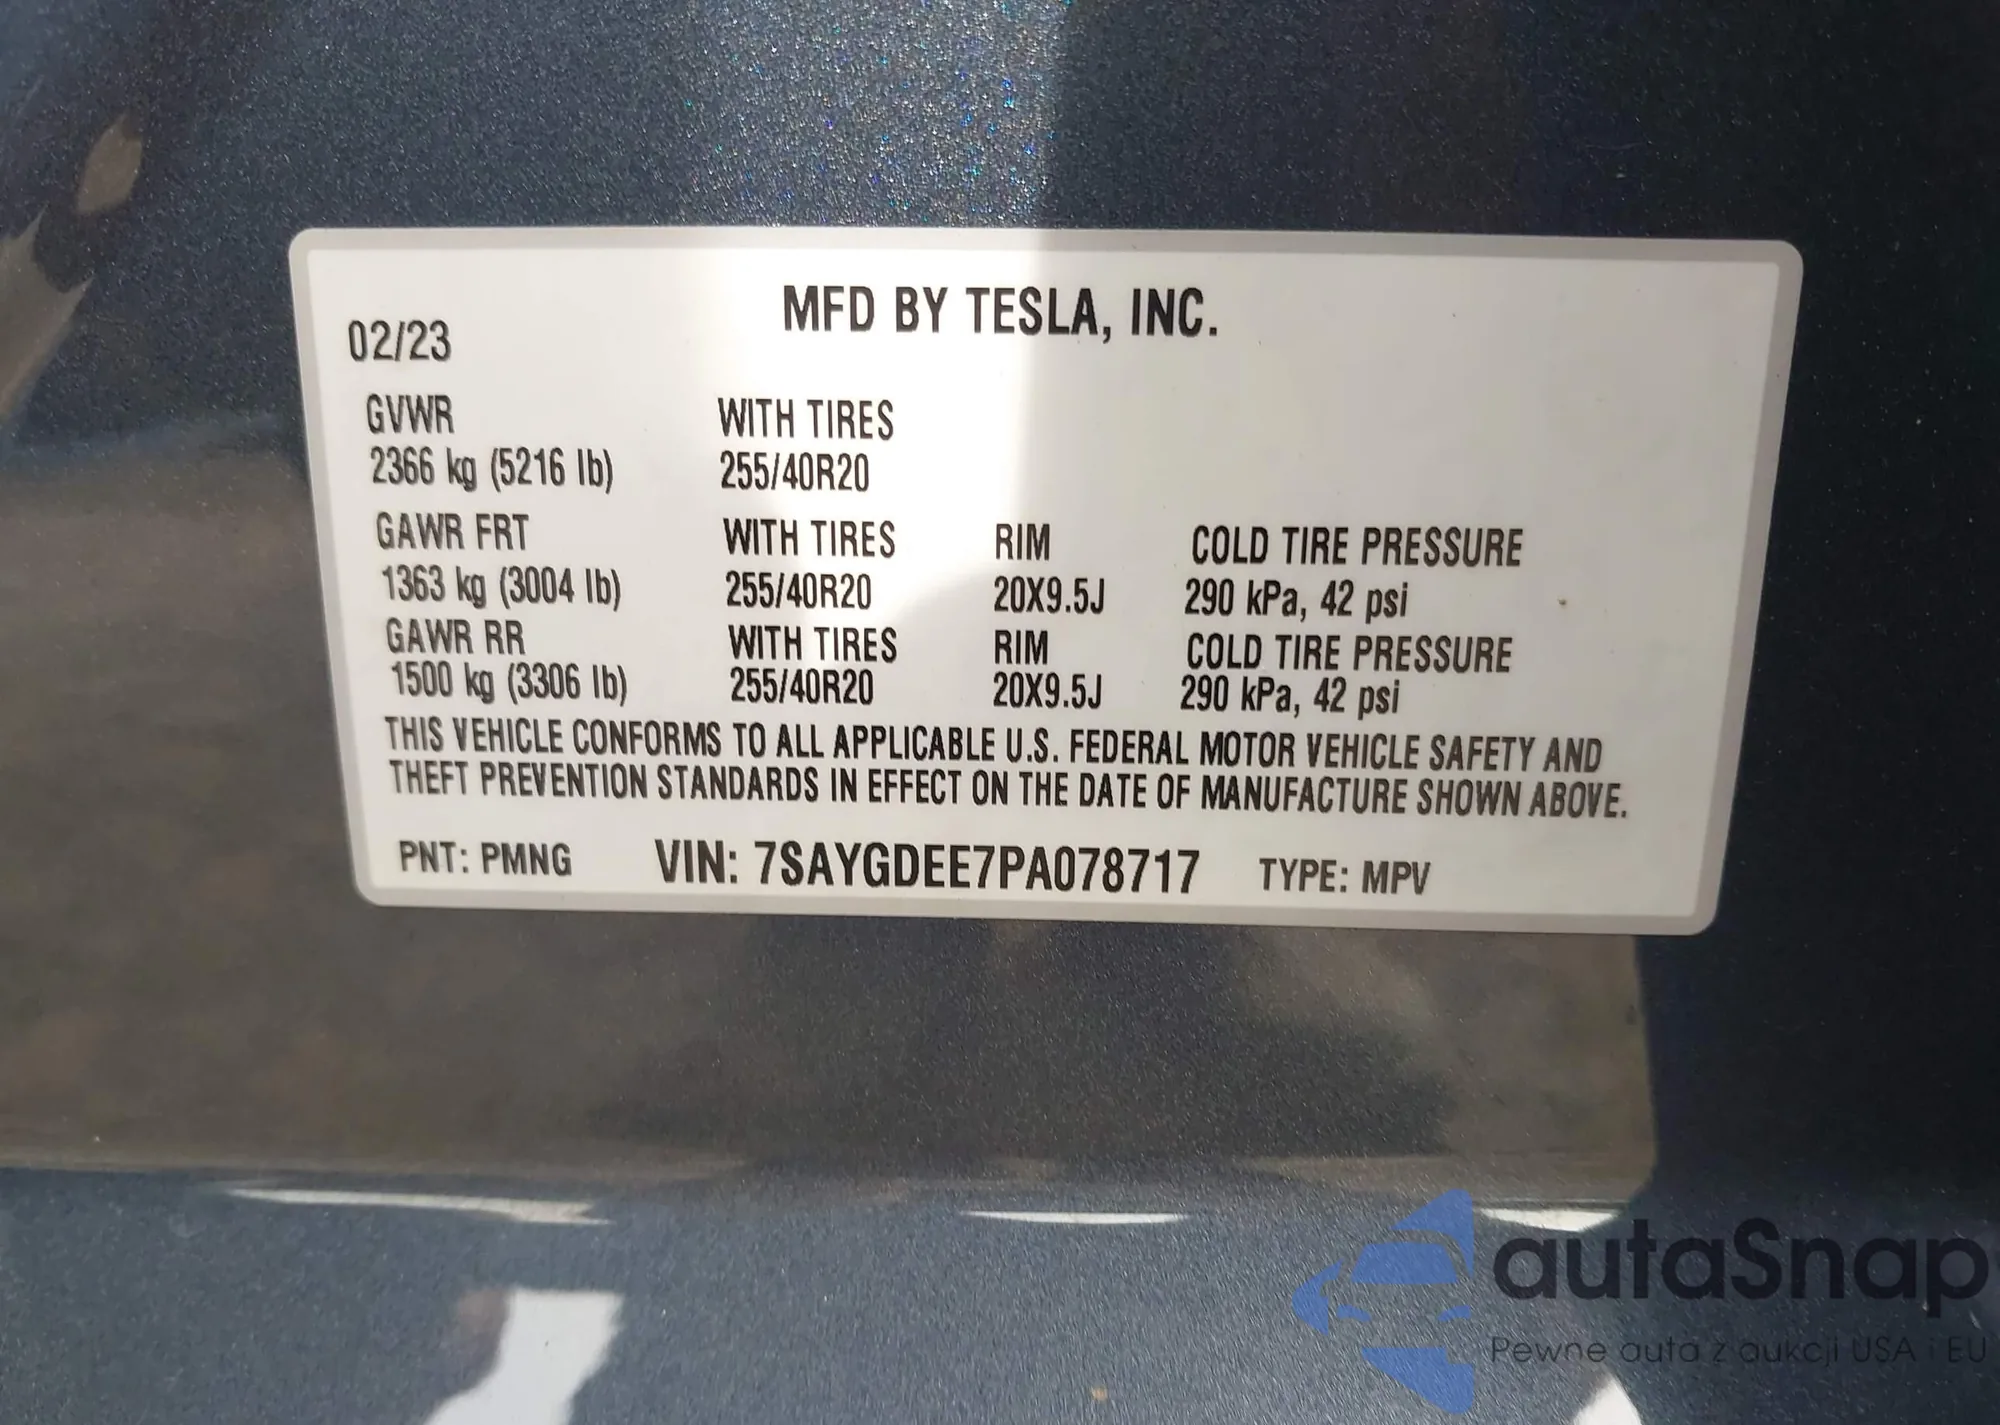 MFD BY TESLA, INC.
02/23
GVWR WITH TIRES
2366 kg (5216 lb) 255/40R20
GAWR FRT WITH TIRES RIM COLD TIRE PRESSURE
1363 kg (3004 lb) 255/40R20 20X9.5J 290 kPa, 42 psi
GAWR RR WITH TIRES RIM COLD TIRE PRESSURE
1500 kg (3306 lb) 255/40R20 20X9.5J 290 kPa, 42 psi
THIS VEHICLE CONFORMS TO ALL APPLICABLE U.S. FEDERAL MOTOR VEHICLE SAFETY AND
THEFT PREVENTION STANDARDS IN EFFECT ON THE DATE OF MANUFACTURE SHOWN ABOVE.
PNT: PMNG VIN: 7SAYGDEE7PA078717 TYPE: MPV
autaSnap
Pewne auta z aukcji USA i EU